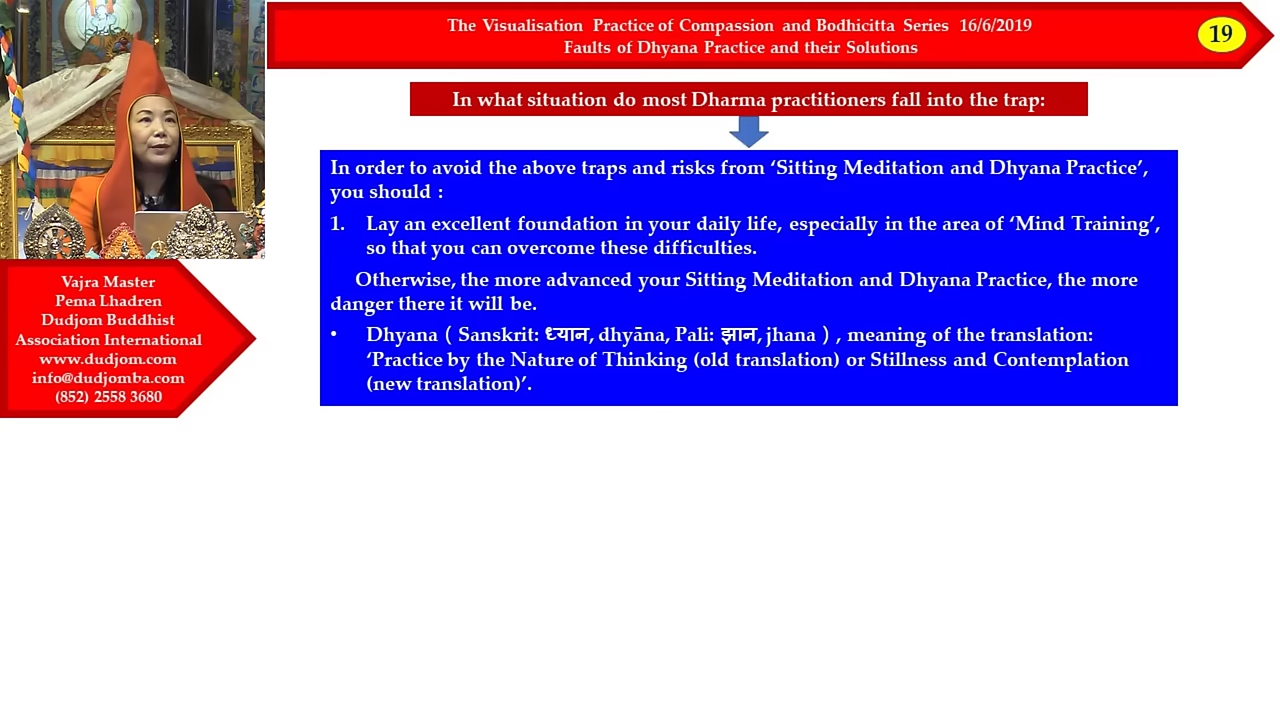 The Visualisation Practice of Compassion and Bodhicitta Series 16/6/2019
Faults of Dhyana Practice and their Solutions
19
In what situation do most Dharma practitioners fall into the trap:
In order to avoid the above traps and risks from ‘Sitting Meditation and Dhyana Practice’,
you should :
1. Lay an excellent foundation in your daily life, especially in the area of ‘Mind Training’,
so that you can overcome these difficulties.
Otherwise, the more advanced your Sitting Meditation and Dhyana Practice, the more
danger there it will be.
• Dhyana ( Sanskrit: ध्यान, dhyāna, Pali: झान, jhana ) , meaning of the translation:
‘Practice by the Nature of Thinking (old translation) or Stillness and Contemplation
(new translation)’.
Vajra Master
Pema Lhadren
Dudjom Buddhist
Association International
www.dudjom.com
info@dudjomba.com
(852) 2558 3680